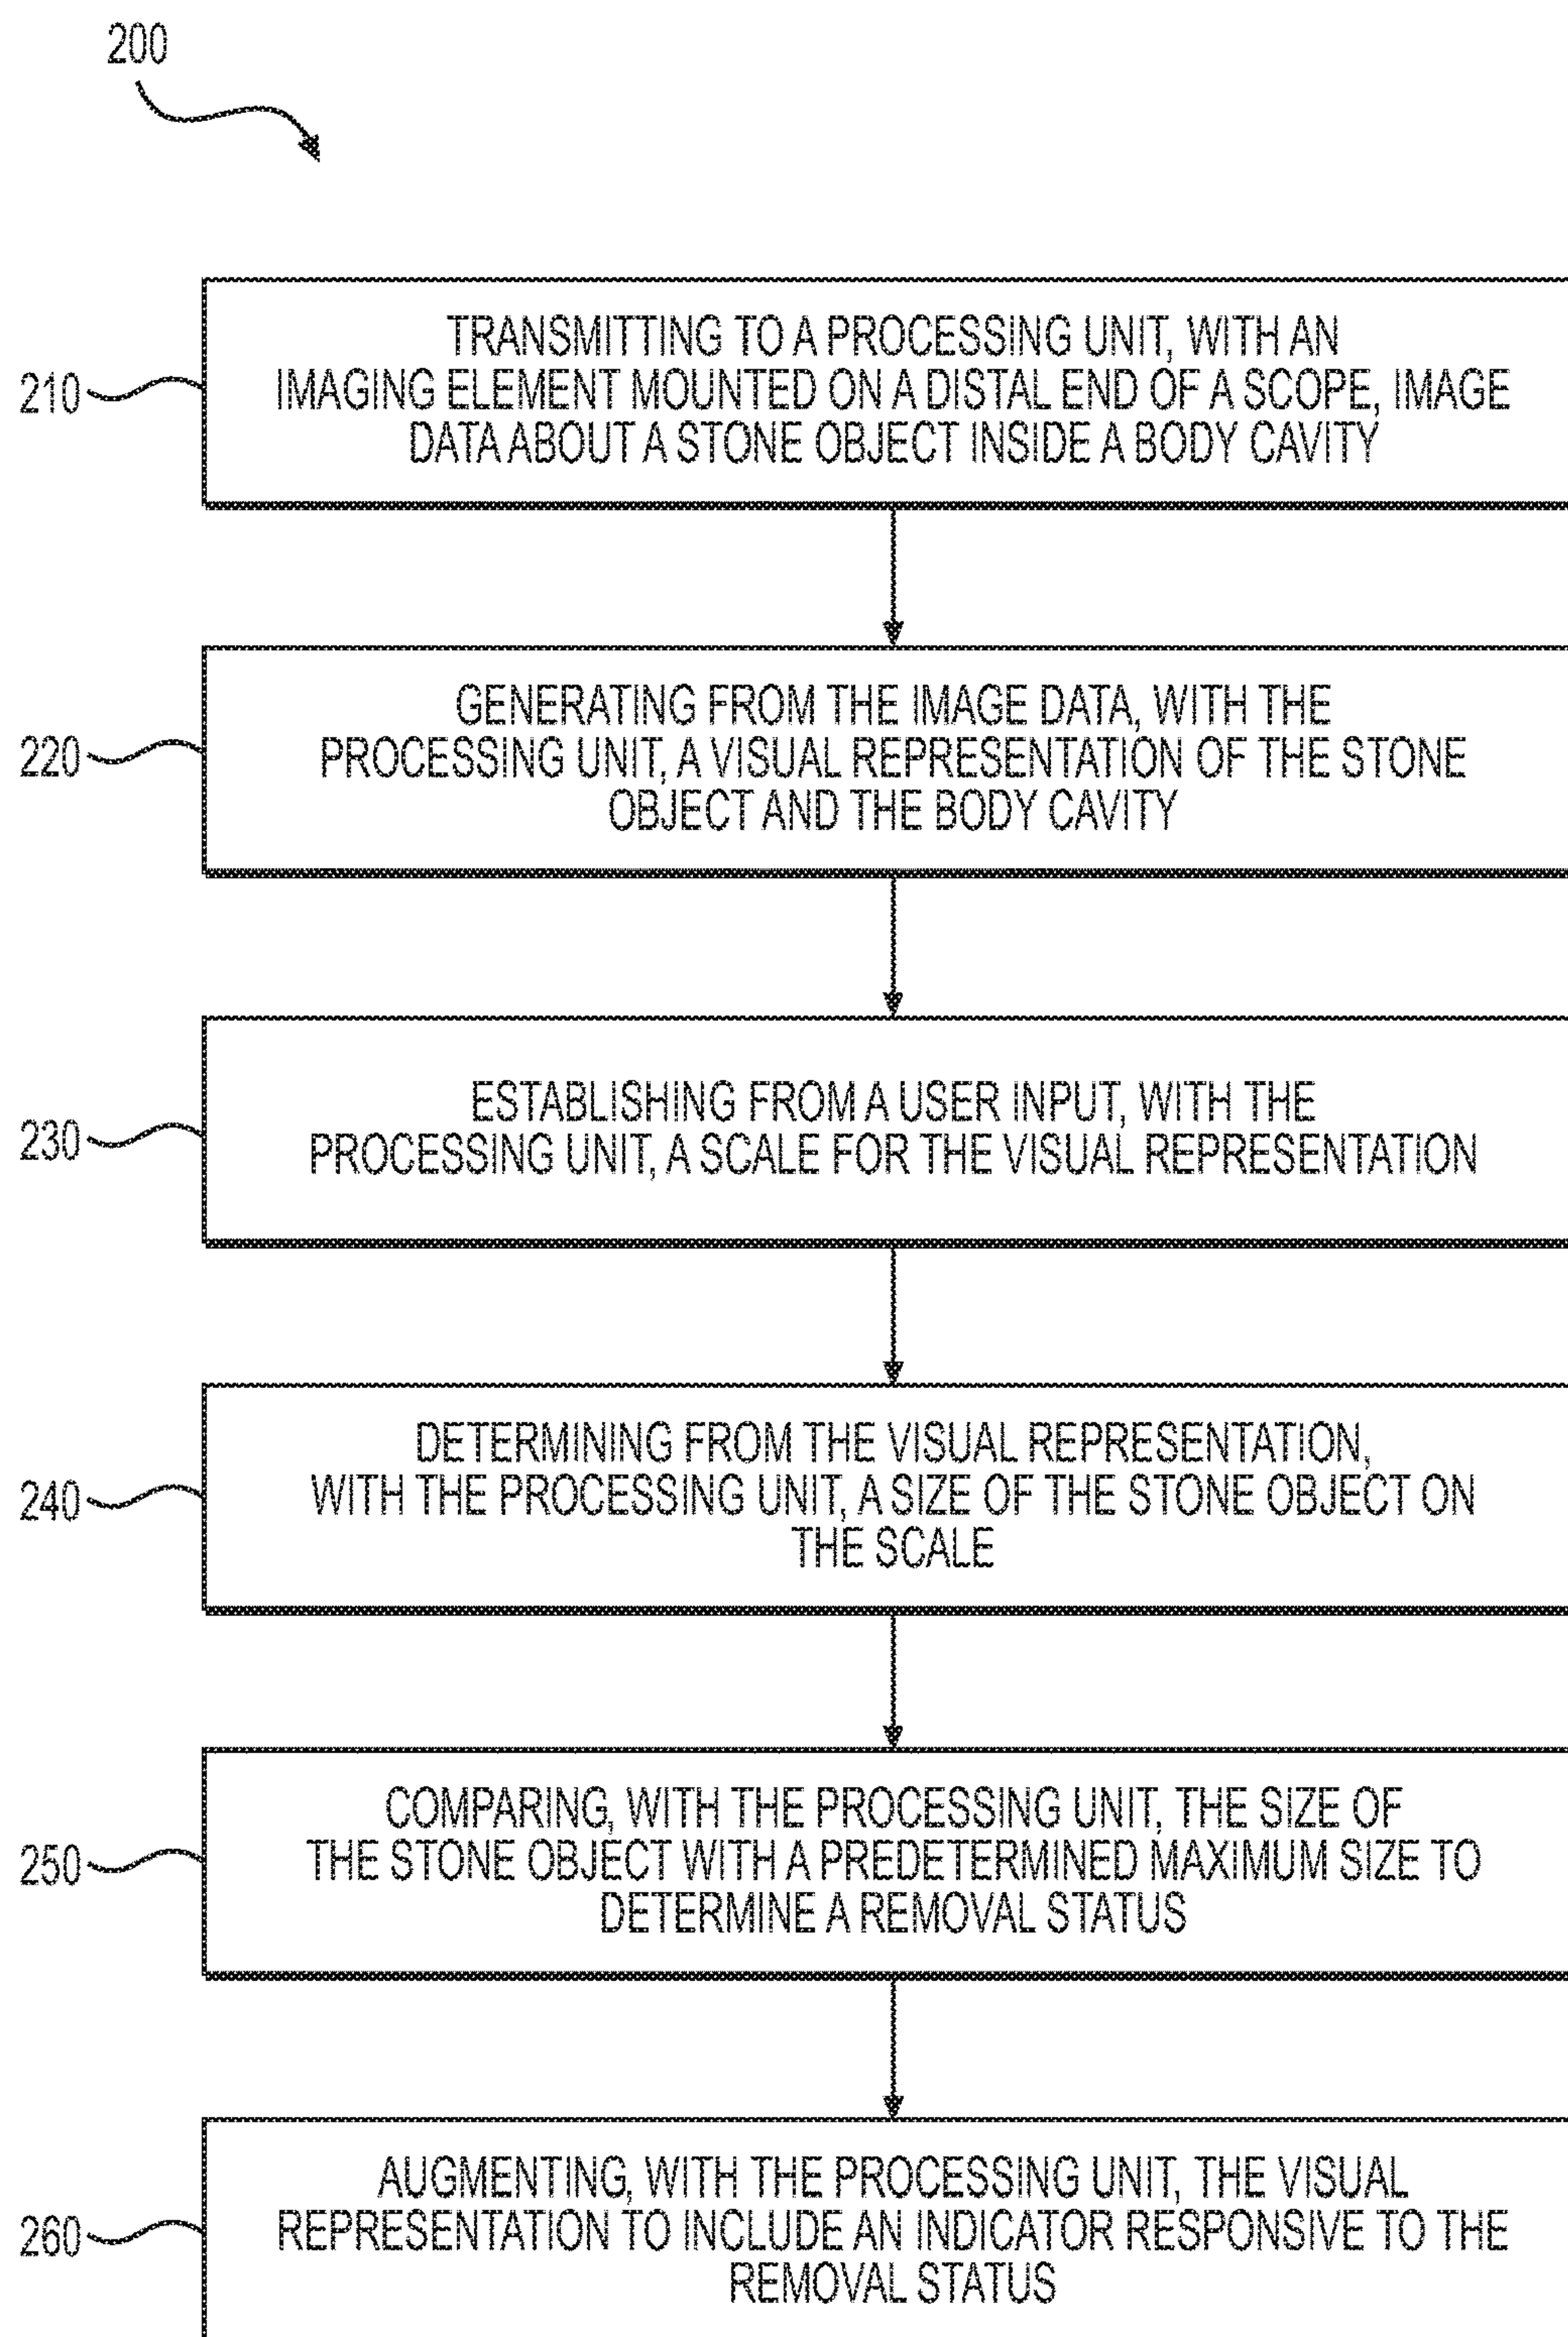 200
210
TRANSMITTING TO A PROCESSING UNIT, WITH AN
IMAGING ELEMENT MOUNTED ON A DISTAL END OF A SCOPE, IMAGE
DATA ABOUT A STONE OBJECT INSIDE A BODY CAVITY
220
GENERATING FROM THE IMAGE DATA, WITH THE
PROCESSING UNIT, A VISUAL REPRESENTATION OF THE STONE
OBJECT AND THE BODY CAVITY
230
ESTABLISHING FROM A USER INPUT, WITH THE
PROCESSING UNIT, A SCALE FOR THE VISUAL REPRESENTATION
240
DETERMINING FROM THE VISUAL REPRESENTATION,
WITH THE PROCESSING UNIT, A SIZE OF THE STONE OBJECT ON
THE SCALE
250
COMPARING, WITH THE PROCESSING UNIT, THE SIZE OF
THE STONE OBJECT WITH A PREDETERMINED MAXIMUM SIZE TO
DETERMINE A REMOVAL STATUS
260
AUGMENTING, WITH THE PROCESSING UNIT, THE VISUAL
REPRESENTATION TO INCLUDE AN INDICATOR RESPONSIVE TO THE
REMOVAL STATUS